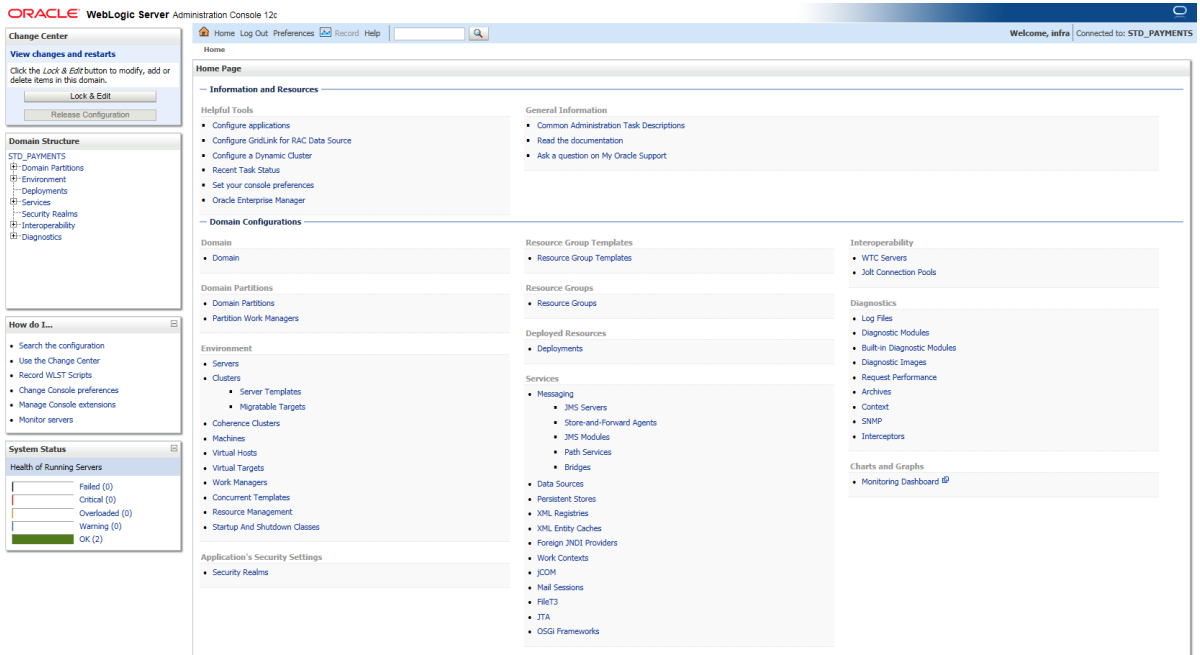 ORACLE WebLogic Server Administration Console 12c
Change Center
View changes and restarts
Click the Lock & Edit button to modify, add or
delete items in this domain.
Lock & Edit
Release Configuration
Domain Structure
STD_PAYMENTS
Domain Partitions
Environment
Deployments
Services
Security Realms
Interoperability
Diagnostics
How do I...
Search the configuration
Use the Change Center
Record WLST Scripts
Change Console preferences
Manage Console extensions
Monitor servers
System Status
Health of Running Servers
Failed (0)
Critical (0)
Overloaded (0)
Warning (0)
OK (2)
Home Log Out Preferences Record Help
Welcome, infra Connected to: STD_PAYMENTS
Home
Home Page
Information and Resources
Helpful Tools
Configure applications
Configure GridLink for RAC Data Source
Configure a Dynamic Cluster
Recent Task Status
Set your console preferences
Oracle Enterprise Manager
General Information
Common Administration Task Descriptions
Read the documentation
Ask a question on My Oracle Support
Domain Configurations
Domain
Domain
Domain Partitions
Domain Partitions
Partition Work Managers
Environment
Servers
Clusters
Server Templates
Migratable Targets
Coherence Clusters
Machines
Virtual Hosts
Virtual Targets
Work Managers
Concurrent Templates
Resource Management
Startup And Shutdown Classes
Application's Security Settings
Security Realms
Resource Group Templates
Resource Group Templates
Resource Groups
Resource Groups
Deployed Resources
Deployments
Services
Messaging
JMS Servers
Store-and-Forward Agents
JMS Modules
Path Services
Bridges
Data Sources
Persistent Stores
XML Registries
XML Entity Caches
Foreign JNDI Providers
Work Contexts
jCOM
Mail Sessions
FileT3
JTA
OSGi Frameworks
Interoperability
WTC Servers
Jolt Connection Pools
Diagnostics
Log Files
Diagnostic Modules
Built-in Diagnostic Modules
Diagnostic Images
Request Performance
Archives
Context
SNMP
Interceptors
Charts and Graphs
Monitoring Dashboard